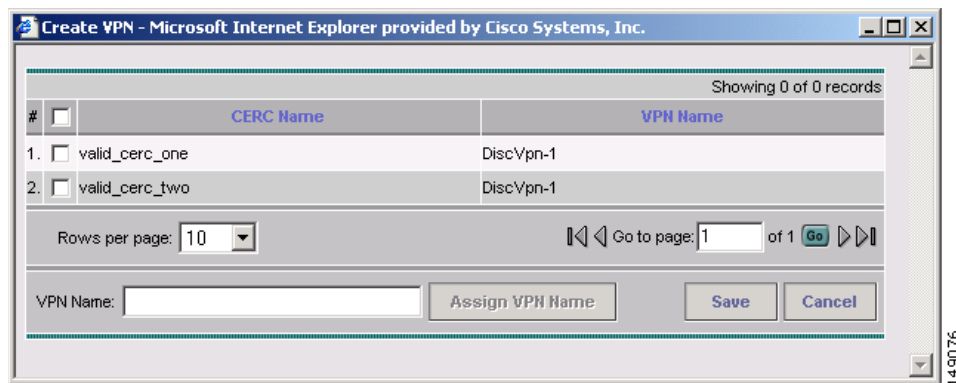 Create VPN - Microsoft Internet Explorer provided by Cisco Systems, Inc.
Showing 0 of 0 records
# CERC Name VPN Name
1. valid_cerc_one DiscVpn-1
2. valid_cerc_two DiscVpn-1
Rows per page: 10 Go to page: 1 of 1 Go
VPN Name: Assign VPN Name Save Cancel
149076